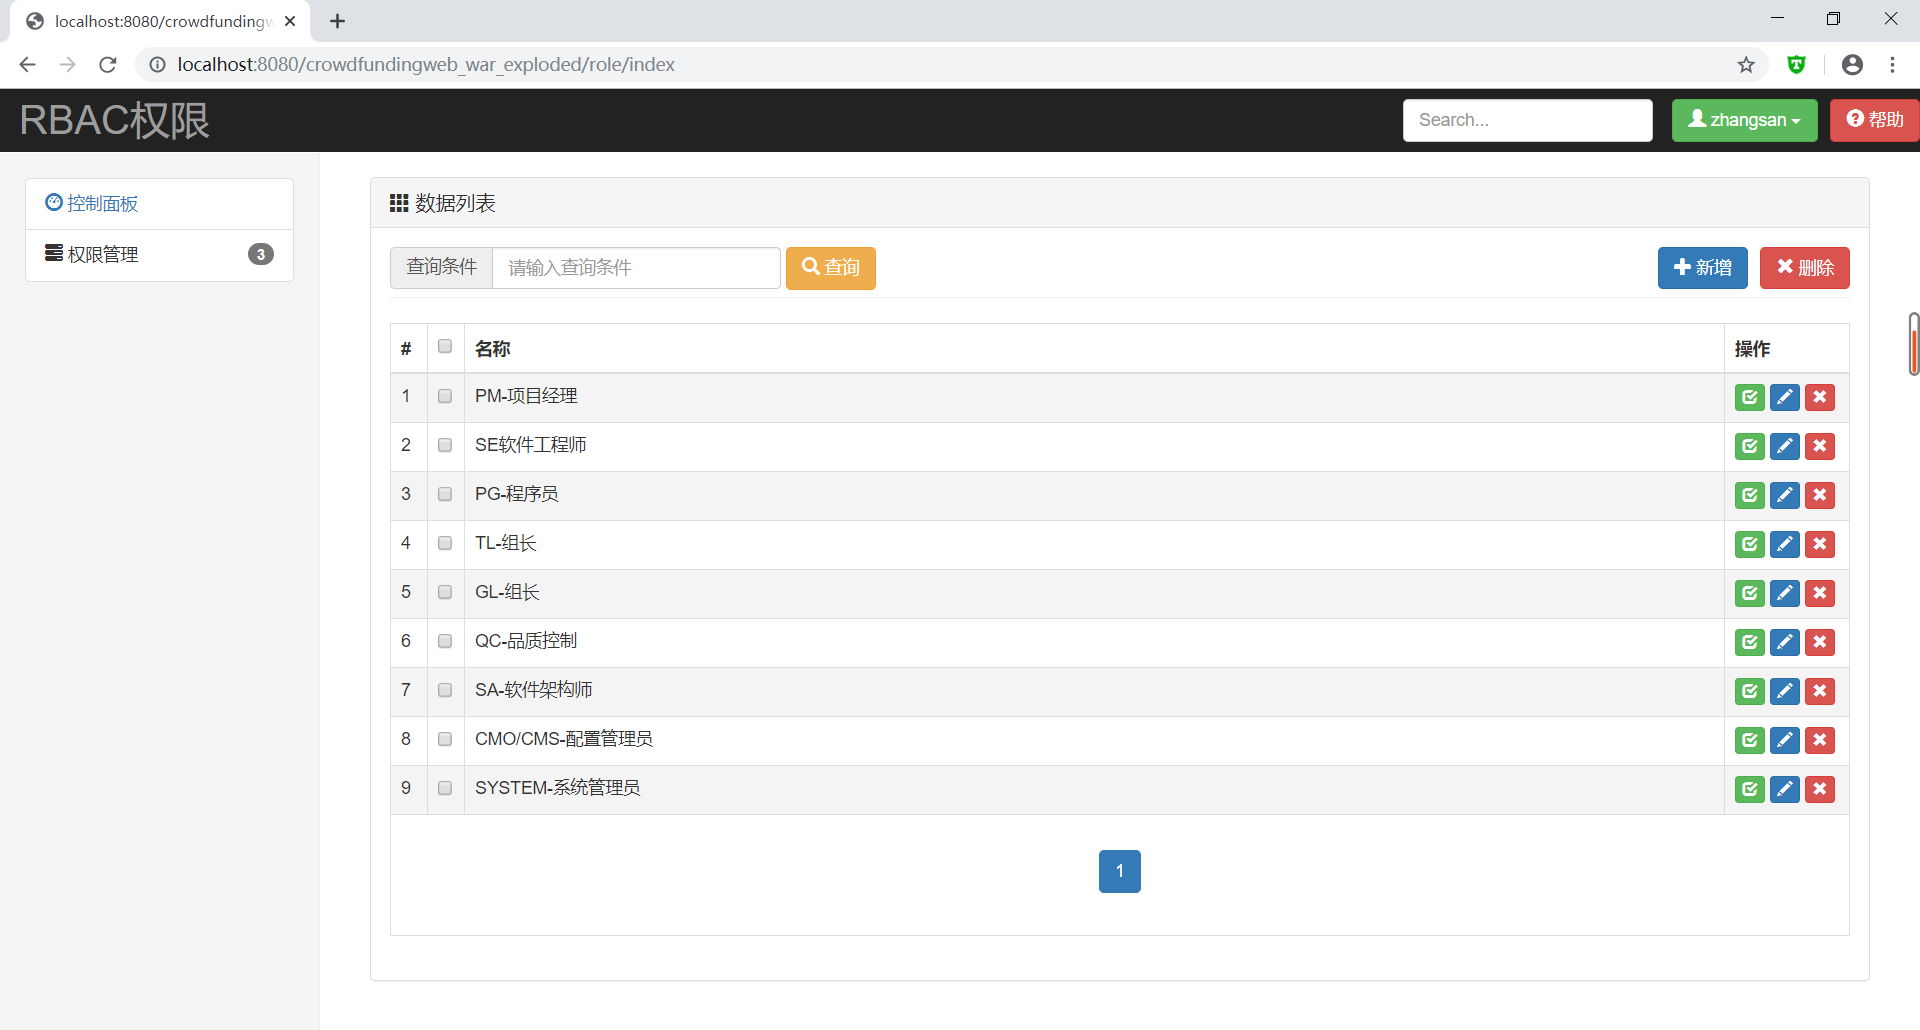 localhost:8080/crowdfundingw
localhost:8080/crowdfundingweb_war_exploded/role/index
RBAC权限
Search...
zhangsan
帮助
控制面板
权限管理
3
数据列表
查询条件
请输入查询条件
查询
新增
删除
# 名称 操作
1 PM-项目经理
2 SE软件工程师
3 PG-程序员
4 TL-组长
5 GL-组长
6 QC-品质控制
7 SA-软件架构师
8 CMO/CMS-配置管理员
9 SYSTEM-系统管理员
1